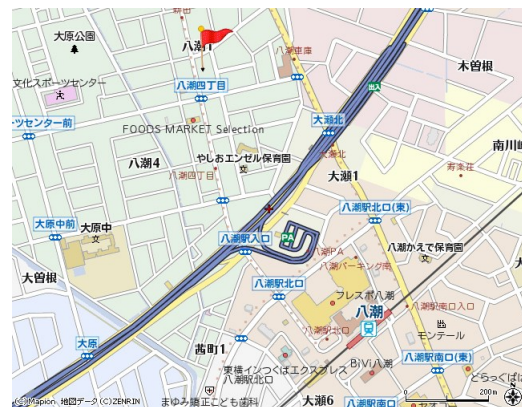 大原公園
八潮1
八潮車庫
木曽根
文化スポーツセンター
八潮四丁目
出入
大瀬北
FOODS MARKET Selection
大瀬北
南川崎
八潮4
やしおエンゼル保育園
八潮四丁目
大瀬1
寿楽荘
大原中前
大原中
八潮駅北口(東)
八潮駅入口
PA
八潮PA
八潮かえで保育園
八潮パーキング南
大曽根
八潮駅北口
フレスポ八潮
八潮
八潮駅南口入口
モンテール
八潮駅北口
大原
茜町1
八潮駅南口(東)
東横インつくばエクスプレス
八潮駅北口
BiVi八潮
まゆみ矯正こども歯科
大瀬6
200m
(C) Mapion 地図データ(C)ZENRIN